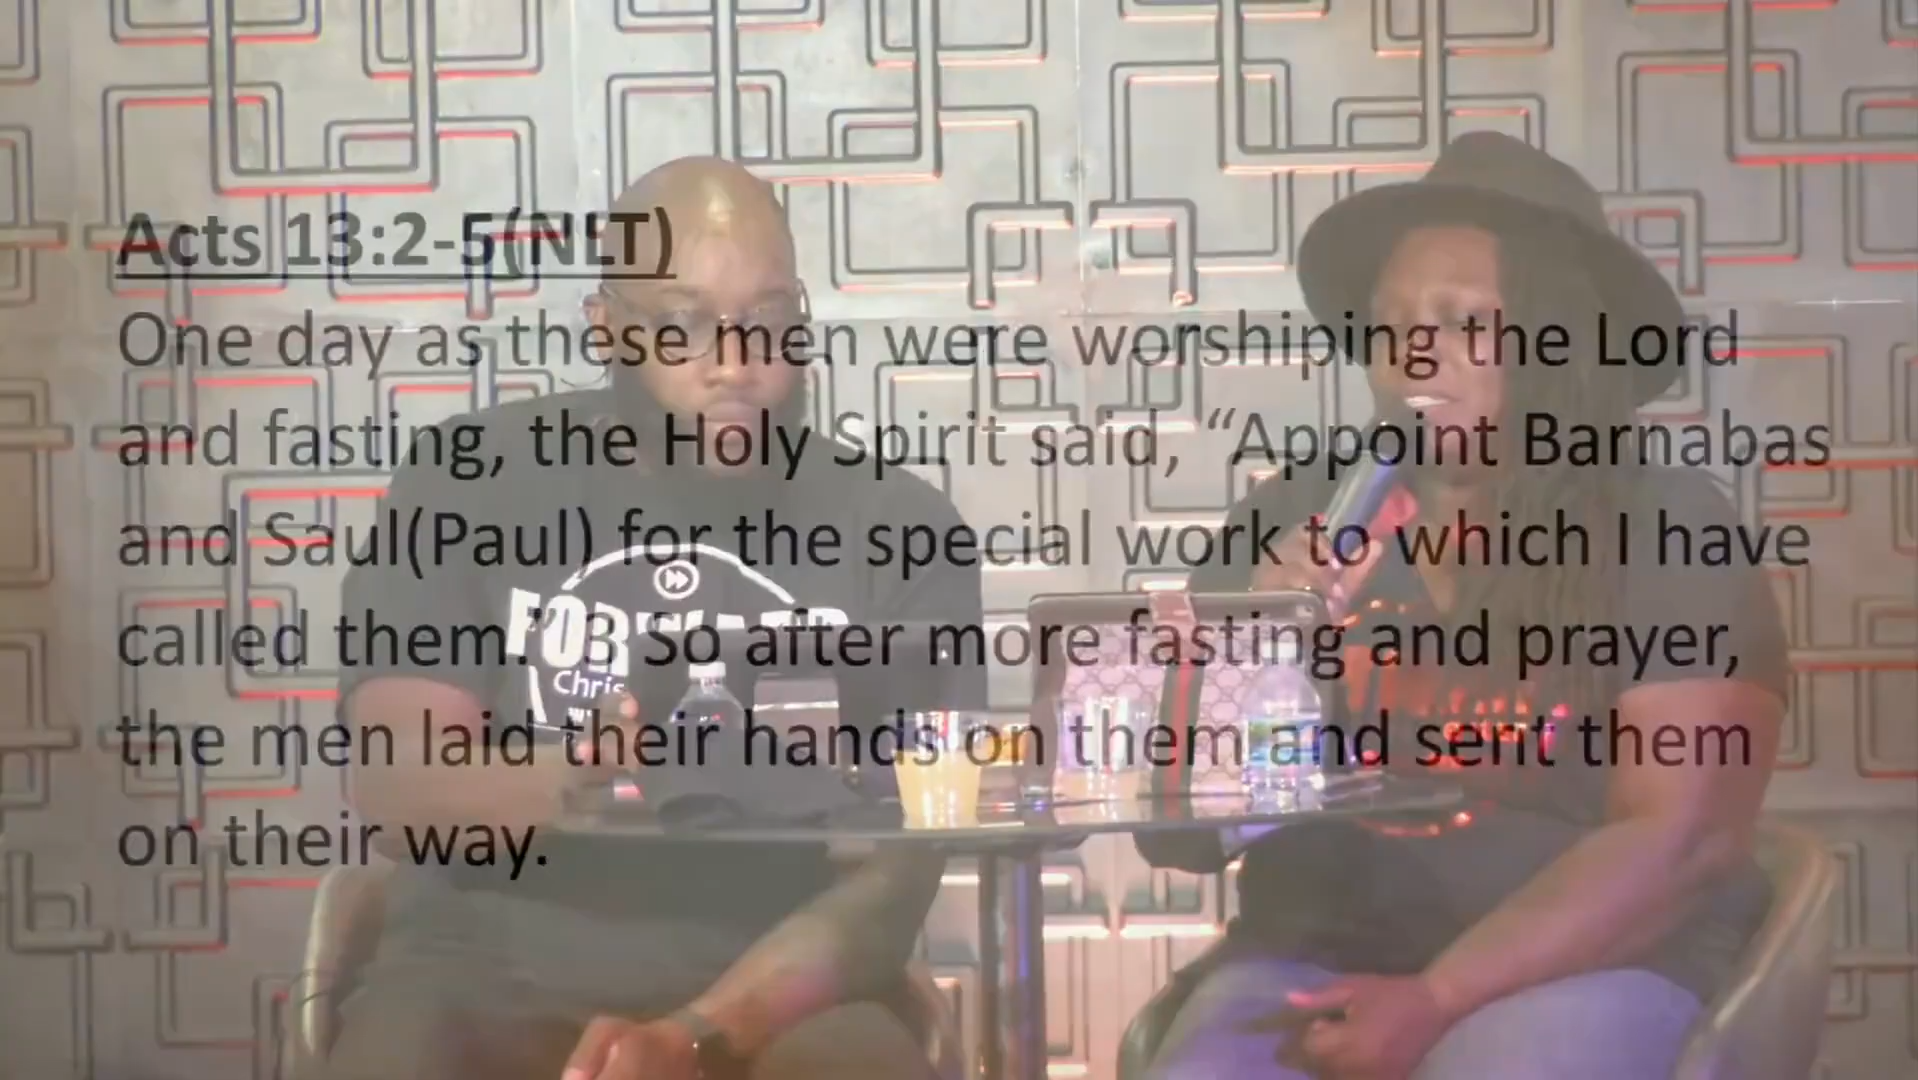 Acts 13:2-5(NLT)
One day as these men were worshiping the Lord
and fasting, the Holy Spirit said, “Appoint Barnabas
and Saul(Paul) for the special work to which I have
called them.” 3 So after more fasting and prayer,
the men laid their hands on them and sent them
on their way.